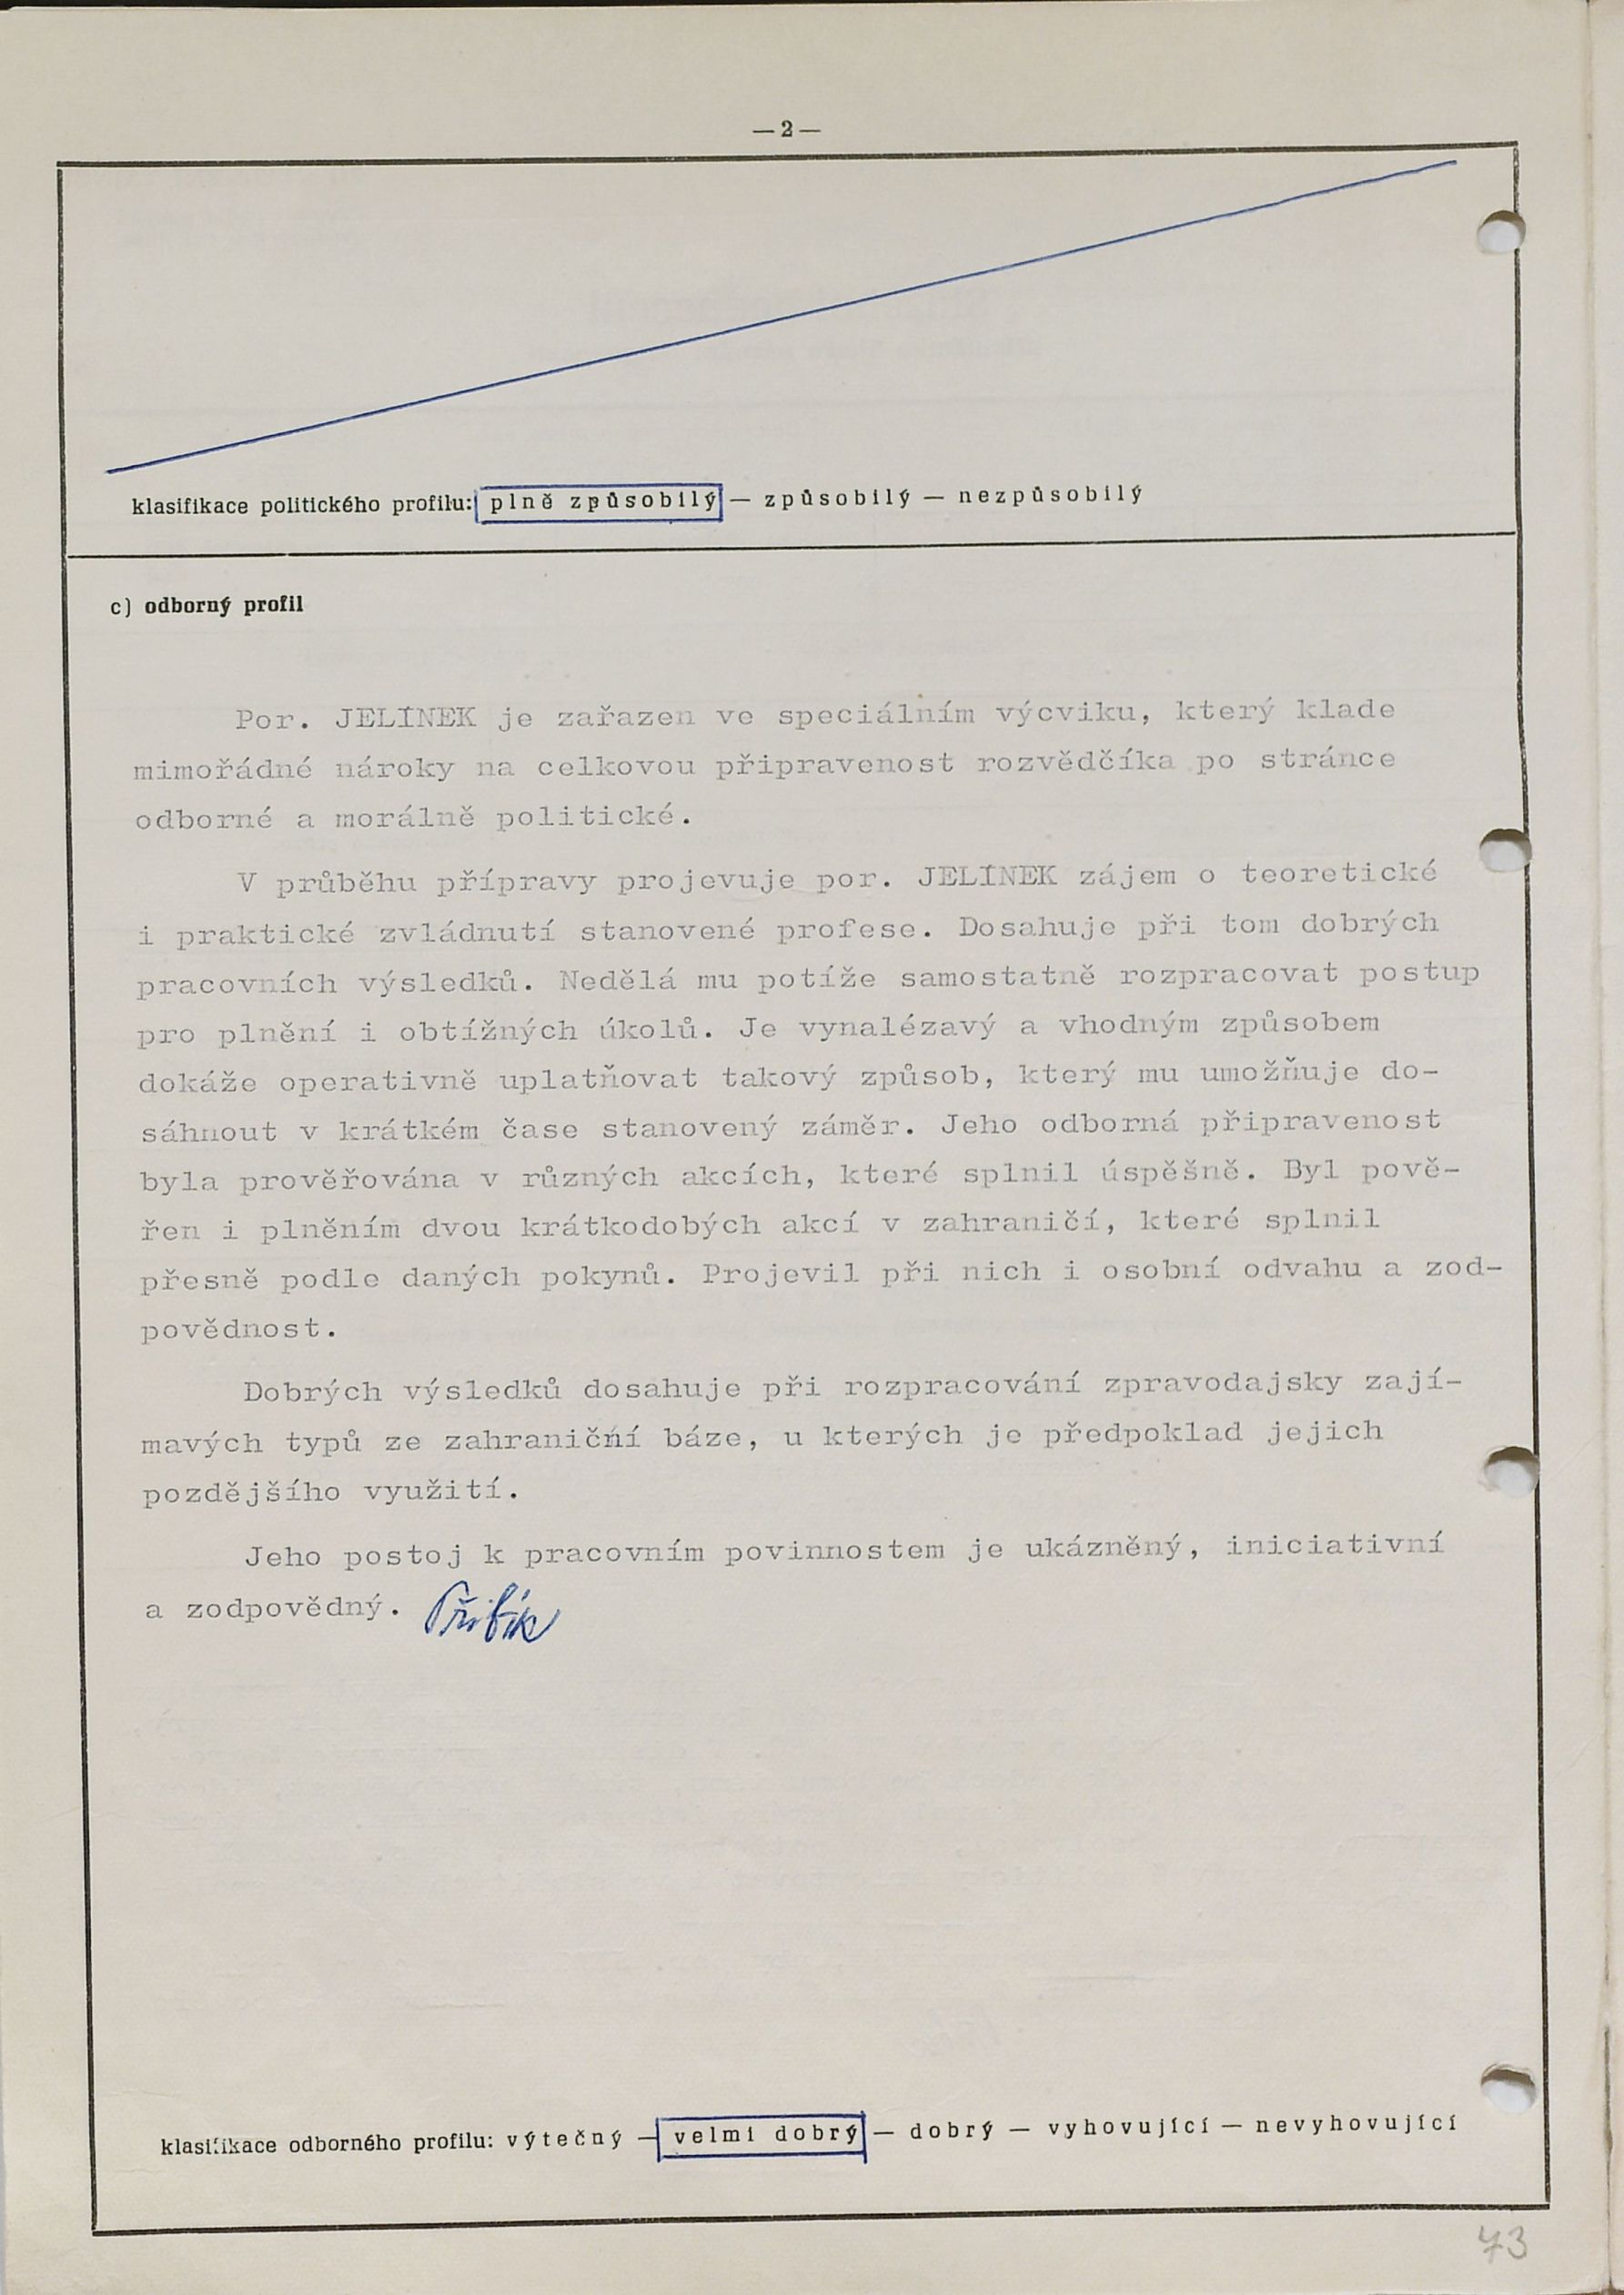 — 2 —
klasifikace politického profilu: plně způsobilý — způsobilý — nezpůsobilý
c) odborný profil
Por. JELÍNEK je zařazen ve speciálním výcviku, který klade
mimořádné nároky na celkovou připravenost rozvědčíka po stránce
odborné a morálně politické.
V průběhu přípravy projevuje por. JELÍNEK zájem o teoretické
i praktické zvládnutí stanovené profese. Dosahuje při tom dobrých
pracovních výsledků. Nedělá mu potíže samostatně rozpracovat postup
pro plnění i obtížných úkolů. Je vynalézavý a vhodným způsobem
dokáže operativně uplatňovat takový způsob, který mu umožňuje do-
sáhnout v krátkém čase stanovený záměr. Jeho odborná připravenost
byla prověřována v různých akcích, které splnil úspěšně. Byl pově-
řen i plněním dvou krátkodobých akcí v zahraničí, které splnil
přesně podle daných pokynů. Projevil při nich i osobní odvahu a zod-
povědnost.
Dobrých výsledků dosahuje při rozpracování zpravodajsky zají-
mavých typů ze zahraniční báze, u kterých je předpoklad jejich
pozdějšího využití.
Jeho postoj k pracovním povinnostem je ukázněný, iniciativní
a zodpovědný. Přibík
klasifikace odborného profilu: výtečný — velmi dobrý — dobrý — vyhovující — nevyhovující
73